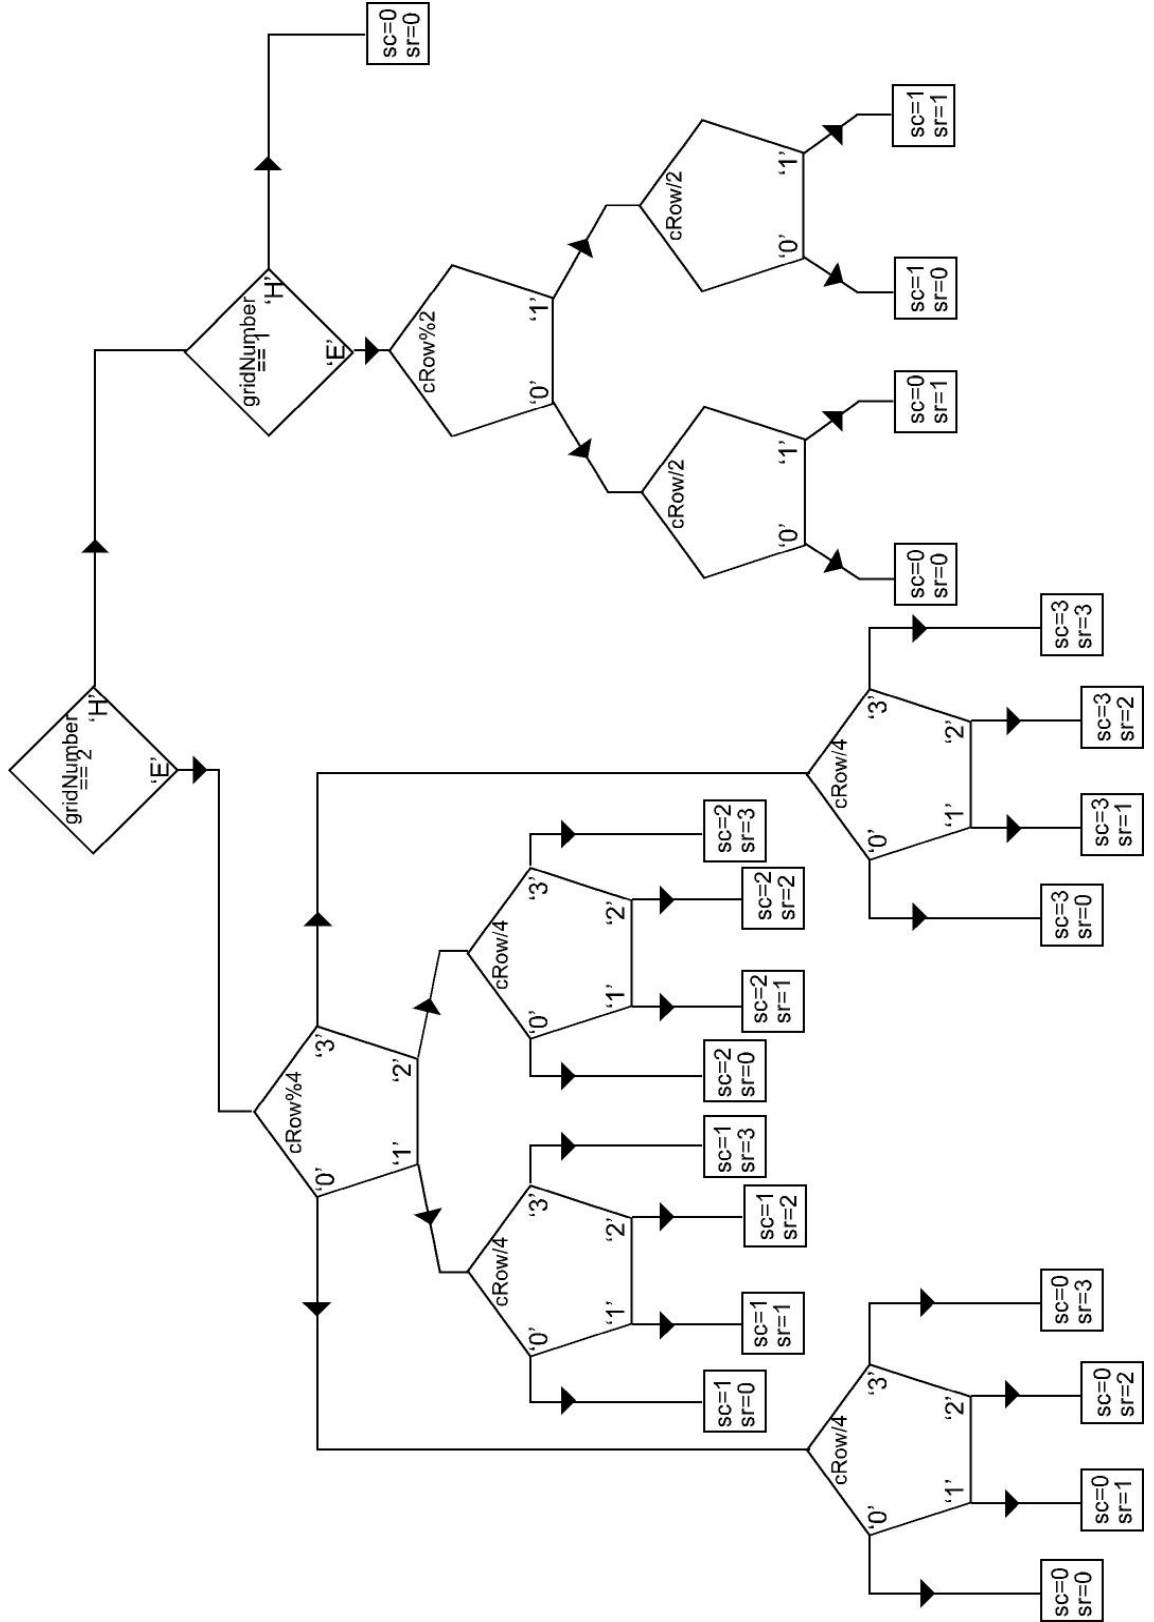 gridNumber
== 2
‘H’
‘E’
gridNumber
== 1
‘H’
‘E’
sc=0
sr=0
cRow%4
‘0’
‘3’
‘1’
‘2’
cRow%2
‘0’
‘1’
cRow/4
‘0’
‘3’
‘1’
‘2’
sc=1
sr=0
sc=1
sr=1
sc=1
sr=2
sc=1
sr=3
cRow/4
‘0’
‘3’
‘1’
‘2’
sc=2
sr=0
sc=2
sr=1
sc=2
sr=2
sc=2
sr=3
cRow/2
‘0’
‘1’
sc=0
sr=0
sc=0
sr=1
cRow/2
‘0’
‘1’
sc=1
sr=0
sc=1
sr=1
cRow/4
‘0’
‘3’
‘1’
‘2’
sc=0
sr=0
sc=0
sr=1
sc=0
sr=2
sc=0
sr=3
cRow/4
‘0’
‘3’
‘1’
‘2’
sc=3
sr=0
sc=3
sr=1
sc=3
sr=2
sc=3
sr=3